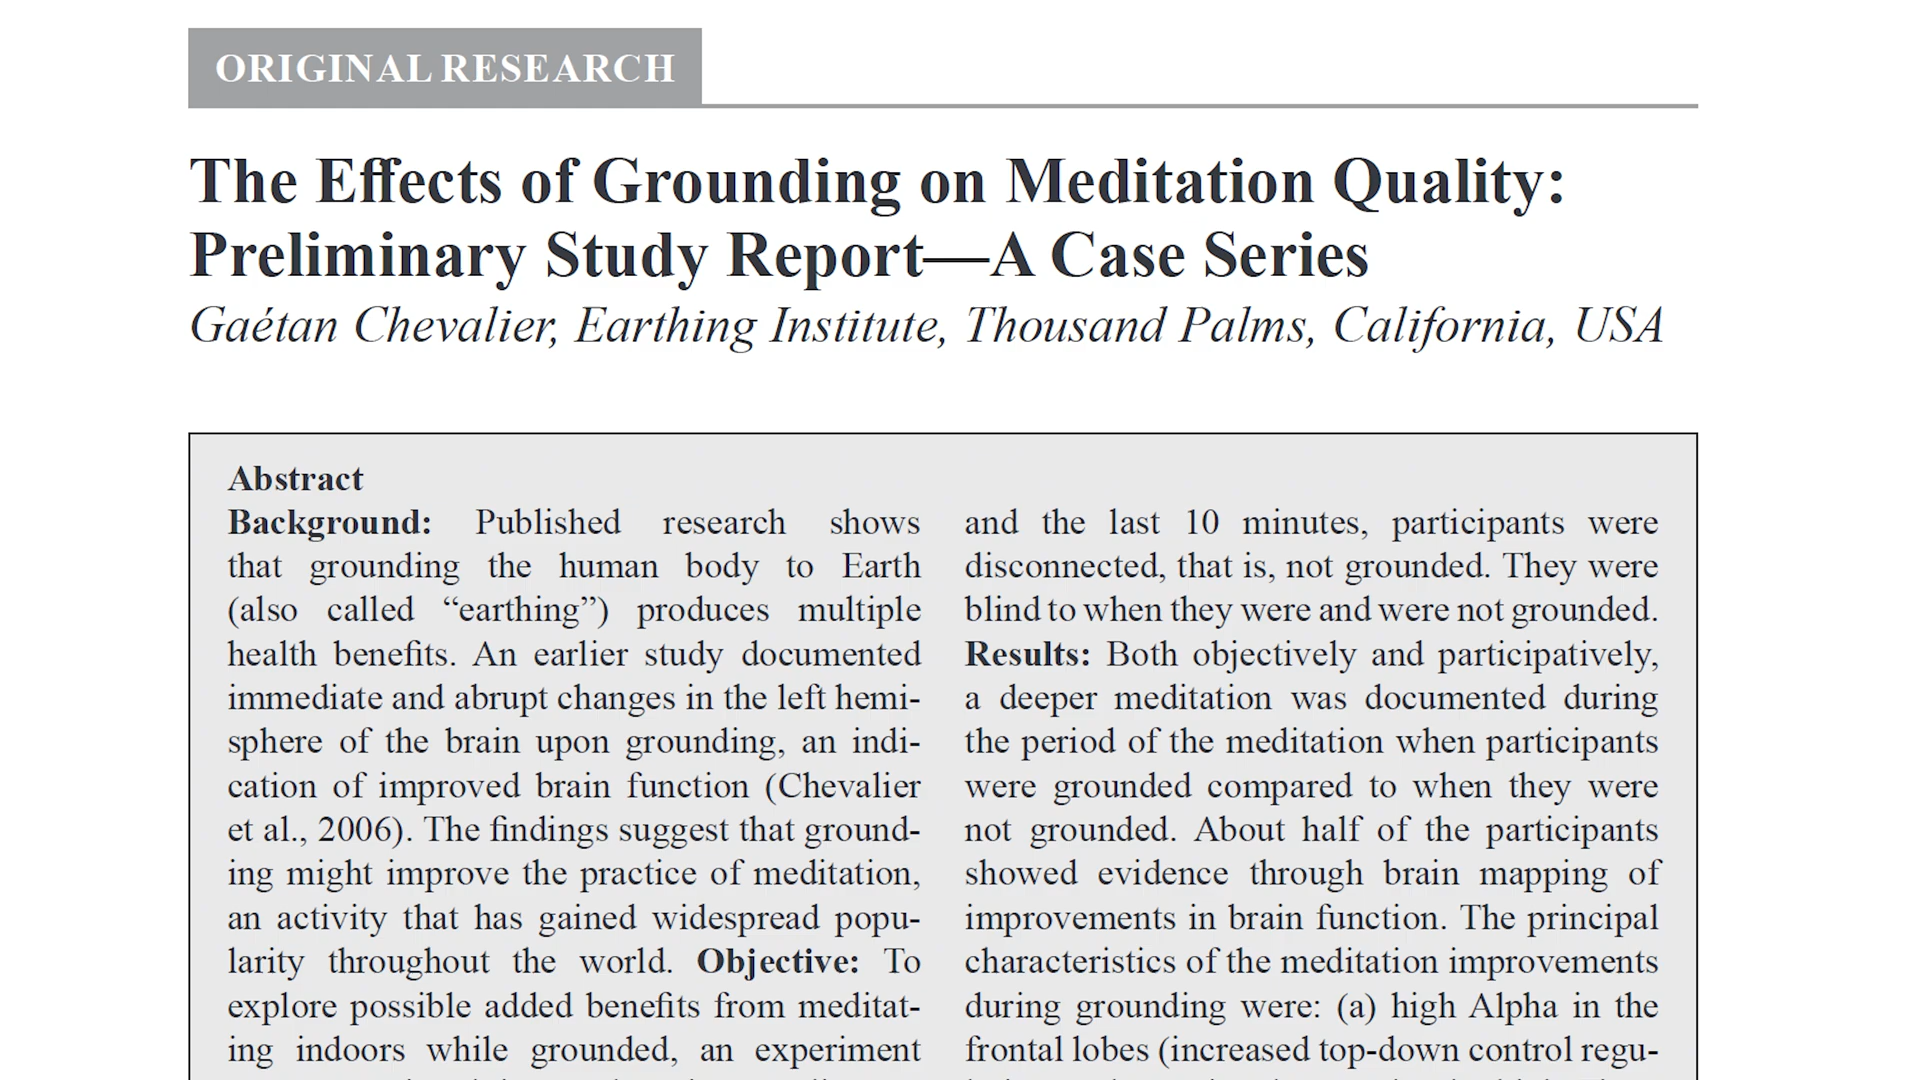 ORIGINAL RESEARCH
The Effects of Grounding on Meditation Quality:
Preliminary Study Report—A Case Series
Gaétan Chevalier, Earthing Institute, Thousand Palms, California, USA
Abstract
Background: Published research shows
that grounding the human body to Earth
(also called “earthing”) produces multiple
health benefits. An earlier study documented
immediate and abrupt changes in the left hemi-
sphere of the brain upon grounding, an indi-
cation of improved brain function (Chevalier
et al., 2006). The findings suggest that ground-
ing might improve the practice of meditation,
an activity that has gained widespread popu-
larity throughout the world. Objective: To
explore possible added benefits from meditat-
ing indoors while grounded, an experiment
and the last 10 minutes, participants were
disconnected, that is, not grounded. They were
blind to when they were and were not grounded.
Results: Both objectively and participatively,
a deeper meditation was documented during
the period of the meditation when participants
were grounded compared to when they were
not grounded. About half of the participants
showed evidence through brain mapping of
improvements in brain function. The principal
characteristics of the meditation improvements
during grounding were: (a) high Alpha in the
frontal lobes (increased top-down control regu-